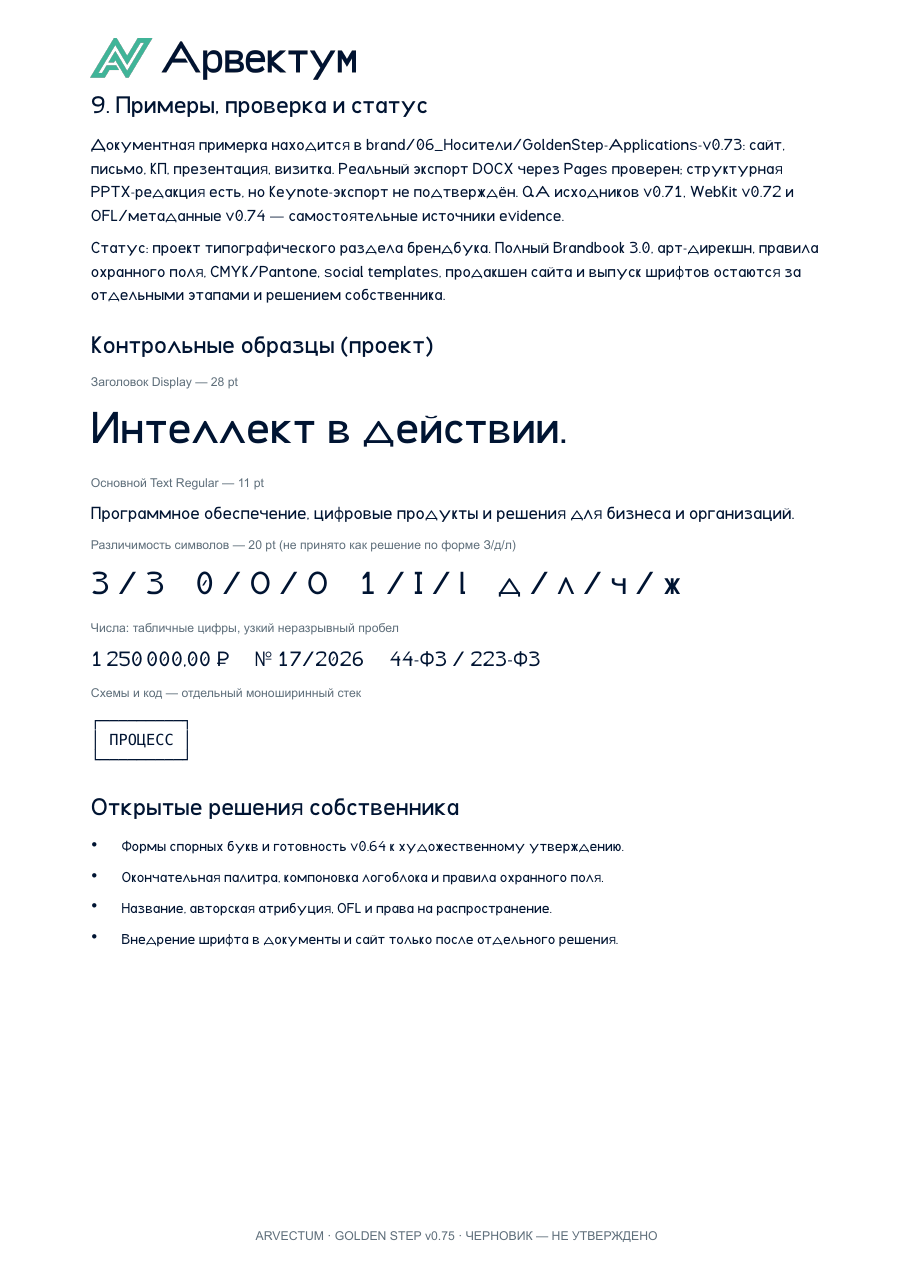 Арвектум
9. Примеры, проверка и статус
Документная примерка находится в brand/06_Носители/GoldenStep-Applications-v0.73: сайт,
письмо, КП, презентация, визитка. Реальный экспорт DOCX через Pages проверен; структурная
PPTX-редакция есть, но Keynote-экспорт не подтверждён. QA исходников v0.71, WebKit v0.72 и
OFL/метаданные v0.74 — самостоятельные источники evidence.
Статус: проект типографического раздела брендбука. Полный Brandbook 3.0, арт-дирекшн, правила
охранного поля, CMYK/Pantone, social templates, продакшен сайта и выпуск шрифтов остаются за
отдельными этапами и решением собственника.
Контрольные образцы (проект)
Заголовок Display — 28 pt
Интеллект в действии.
Основной Text Regular — 11 pt
Программное обеспечение, цифровые продукты и решения для бизнеса и организаций.
Различимость символов — 20 pt (не принято как решение по форме З/д/л)
З / 3 0 / O / О 1 / I / l д / л / ч / ж
Числа: табличные цифры, узкий неразрывный пробел
1 250 000,00 ₽ № 17/2026 44-ФЗ / 223-ФЗ
Схемы и код — отдельный моноширинный стек
ПРОЦЕСС
Открытые решения собственника
• Формы спорных букв и готовность v0.64 к художественному утверждению.
• Окончательная палитра, компоновка логоблока и правила охранного поля.
• Название, авторская атрибуция, OFL и права на распространение.
• Внедрение шрифта в документы и сайт только после отдельного решения.
ARVECTUM · GOLDEN STEP v0.75 · ЧЕРНОВИК — НЕ УТВЕРЖДЕНО